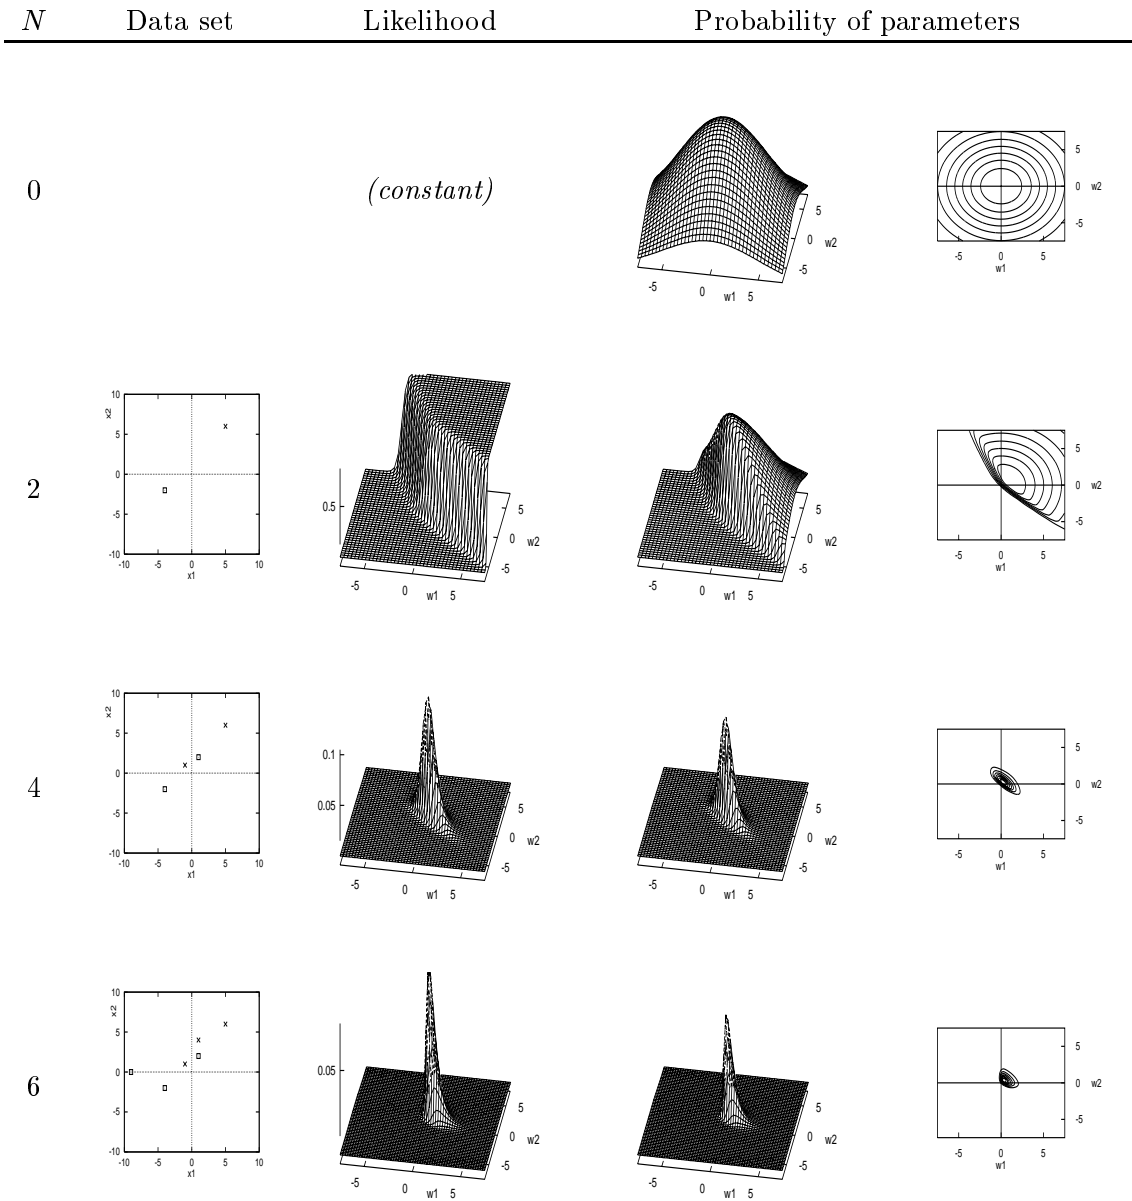 N Data set Likelihood Probability of parameters
0 (constant)
-5 0 w1 5
-5 0 5 w2
-5 0 5
w1
5
0 w2
-5
2
10
5
0
-5
-10
x2
-10 -5 0 5 10
x1
0.5
-5 0 w1 5
-5 0 5 w2
-5 0 w1 5
-5 0 5 w2
5
0 w2
-5
-5 0 5
w1
4
10
5
0
-5
-10
x2
-10 -5 0 5 10
x1
0.1
0.05
-5 0 w1 5
-5 0 5 w2
-5 0 w1 5
-5 0 5 w2
5
0 w2
-5
-5 0 5
w1
6
10
5
0
-5
-10
x2
-10 -5 0 5 10
x1
0.05
-5 0 w1 5
-5 0 5 w2
-5 0 w1 5
-5 0 5 w2
5
0 w2
-5
-5 0 5
w1